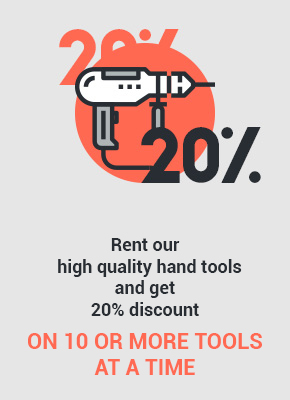 20%
20%
Rent our
high quality hand tools
and get
20% discount
ON 10 OR MORE TOOLS
AT A TIME